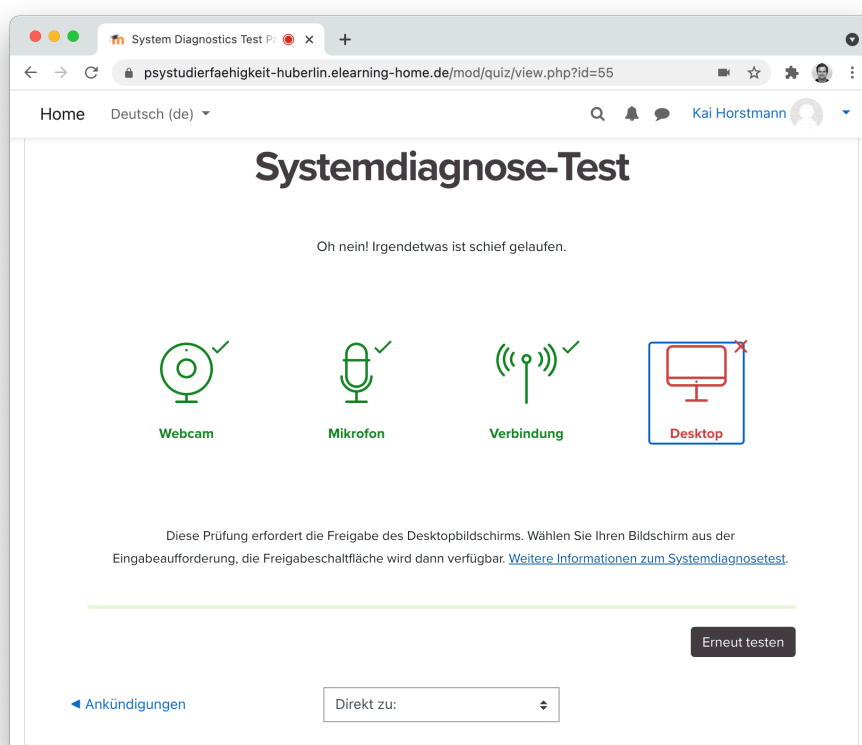 System Diagnostics Test Pa
psystudierfaehigkeit-huberlin.elearning-home.de/mod/quiz/view.php?id=55
Home Deutsch (de) Kai Horstmann
Systemdiagnose-Test
Oh nein! Irgendetwas ist schief gelaufen.
Webcam Mikrofon Verbindung Desktop
Diese Prüfung erfordert die Freigabe des Desktopbildschirms. Wählen Sie Ihren Bildschirm aus der
Eingabeaufforderung, die Freigabeschaltfläche wird dann verfügbar. Weitere Informationen zum Systemdiagnosetest.
Erneut testen
◄ Ankündigungen Direkt zu: